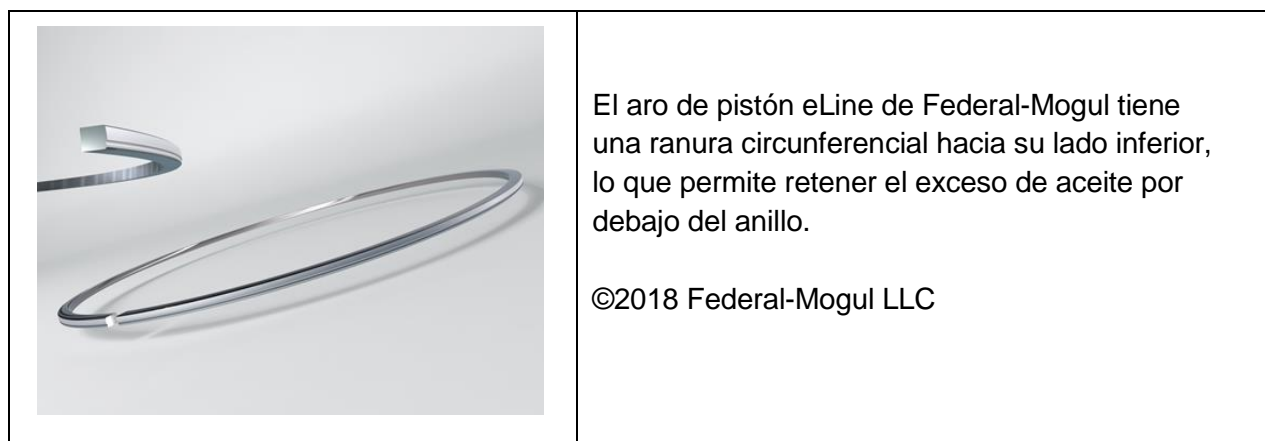 El aro de pistón eLine de Federal-Mogul tiene
una ranura circunferencial hacia su lado inferior,
lo que permite retener el exceso de aceite por
debajo del anillo.
©2018 Federal-Mogul LLC